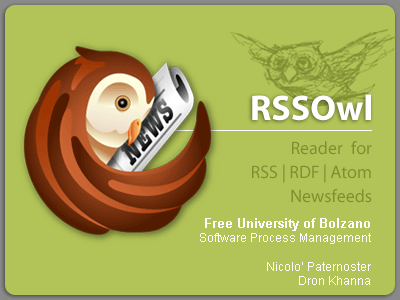 NEWS
RSSOwl
Reader for
RSS | RDF | Atom
Newsfeeds
Free University of Bolzano
Software Process Management
Nicolo' Paternoster
Dron Khanna